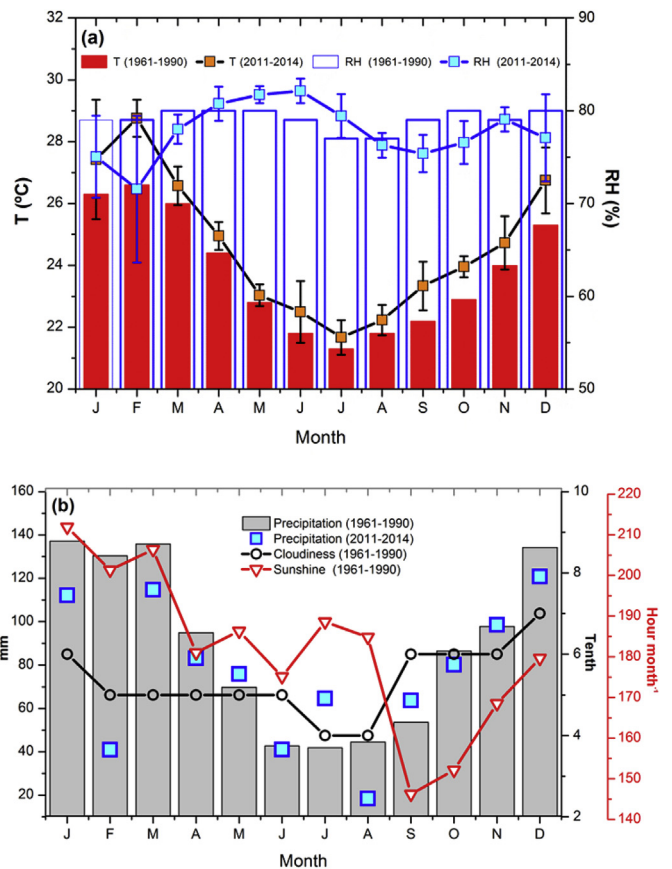 (a)
T (1961-1990) T (2011-2014) RH (1961-1990) RH (2011-2014)
32
30
28
26
24
22
20
T (ºC)
90
80
70
60
50
RH (%)
J F M A M J J A S O N D
Month
(b)
Precipitation (1961-1990)
Precipitation (2011-2014)
Cloudiness (1961-1990)
Sunshine (1961-1990)
160
140
120
100
80
60
40
20
mm
10
8
6
4
2
Tenth
220
210
200
190
180
170
160
150
140
Hour month⁻¹
J F M A M J J A S O N D
Month